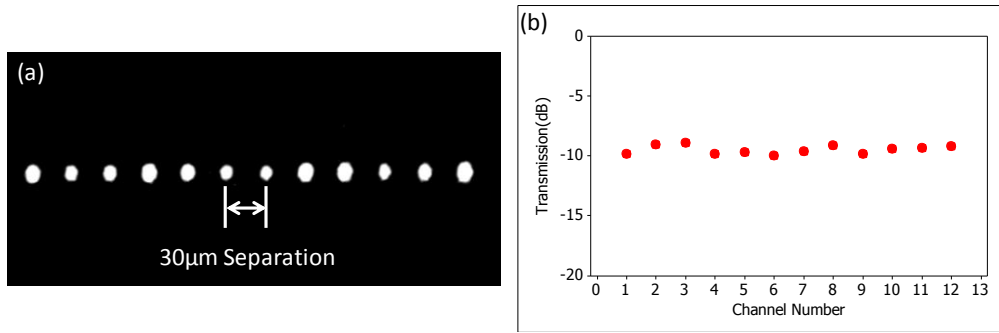 (a)
30μm Separation
(b)
0
-5
-10
-15
-20
Transmission(dB)
0 1 2 3 4 5 6 7 8 9 10 11 12 13
Channel Number